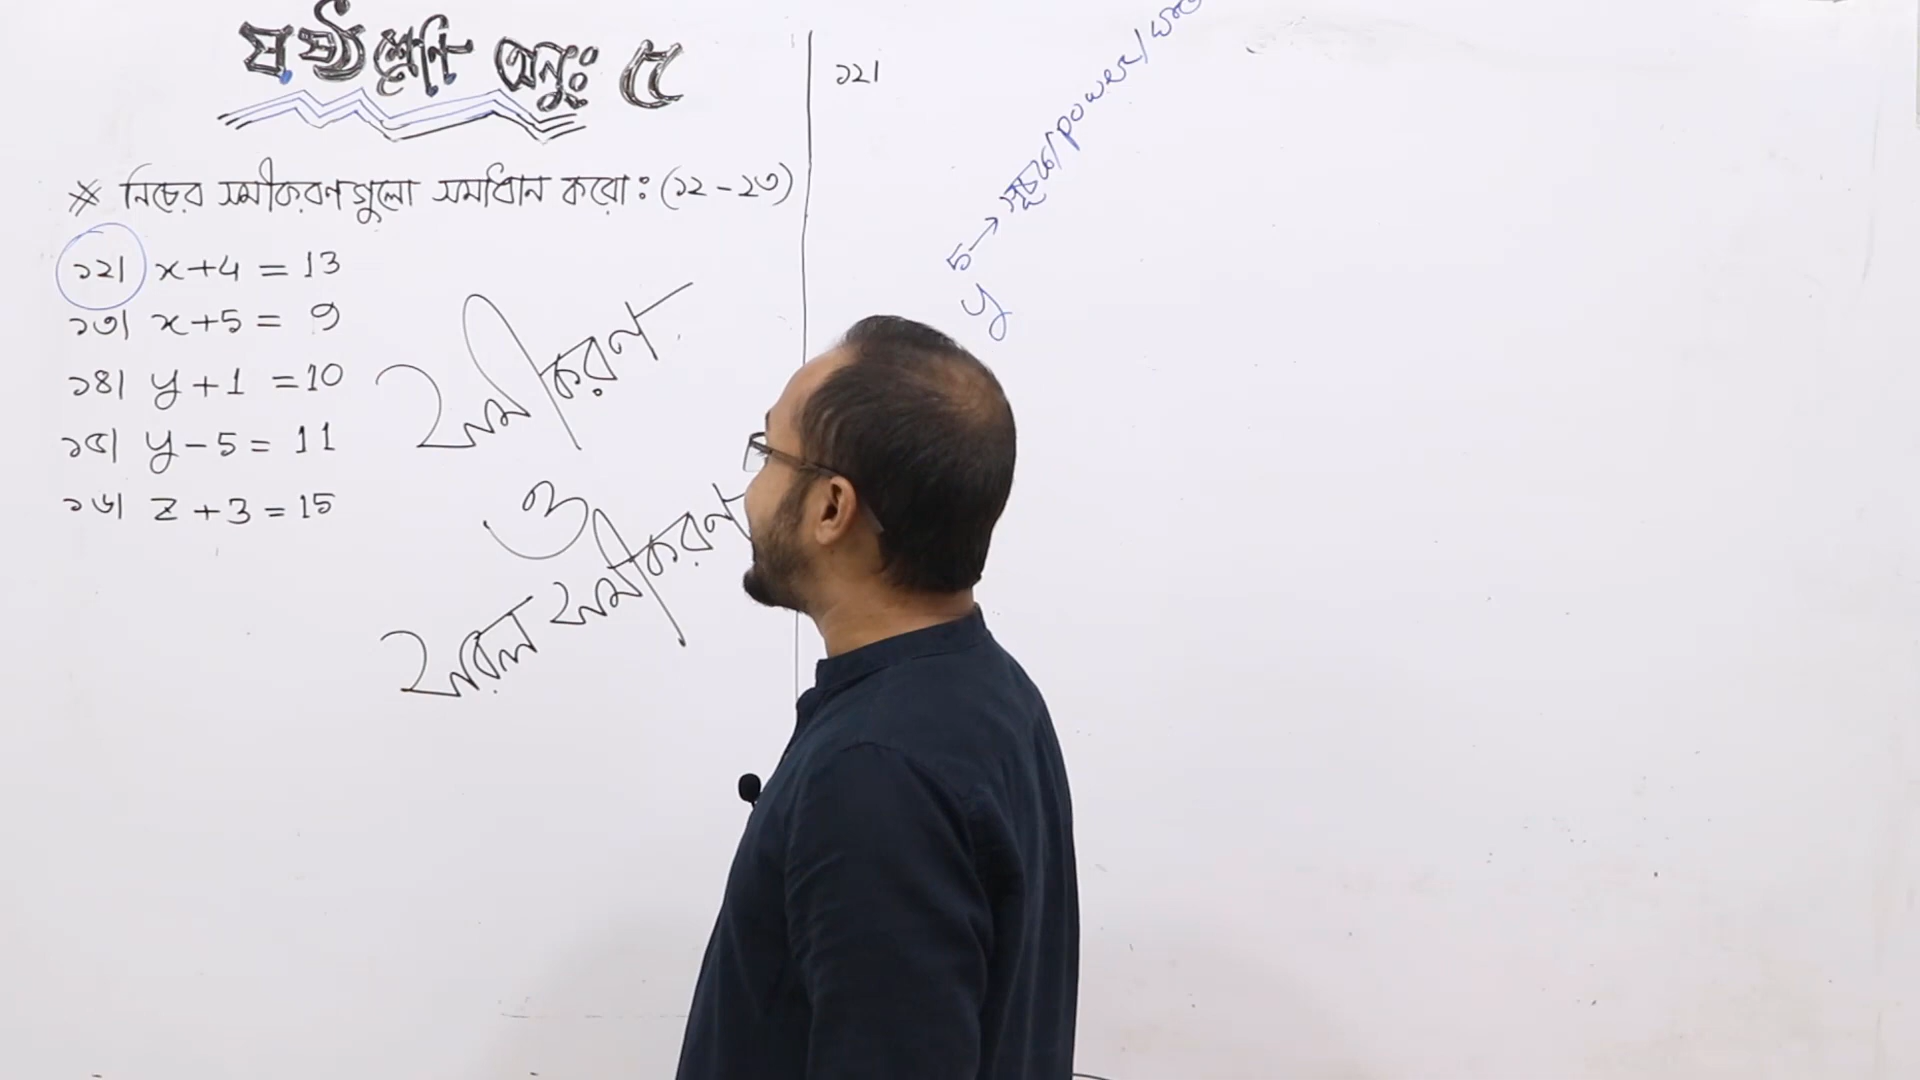 ষষ্ঠ শ্রেণি অনুঃ ৫
* নিচের সমীকরণগুলো সমাধান করো: (১২ - ২৩)
১২। x + 4 = 13
১৩। x + 5 = 9
১৪। y + 1 = 10
১৫। y - 5 = 11
১৬। z + 3 = 15
সমীকরণ
ও
সরল সমীকরণ
১২।
5 → সূচক/power/
y